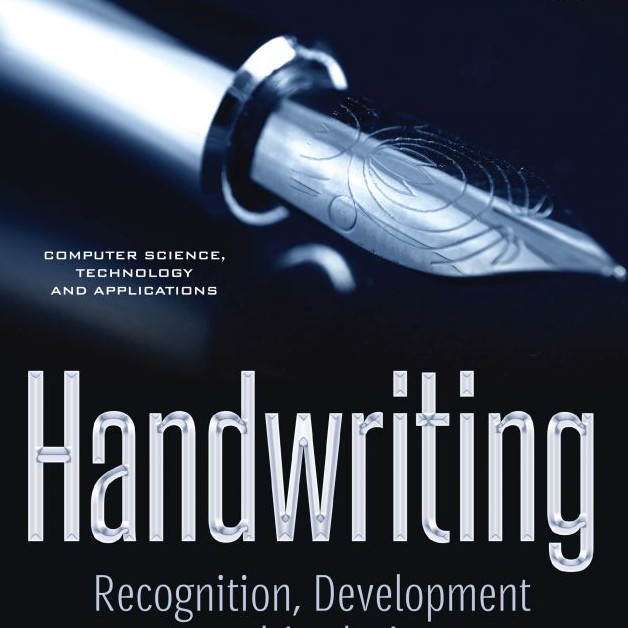 COMPUTER SCIENCE,
TECHNOLOGY
AND APPLICATIONS
Handwriting
Recognition, Development